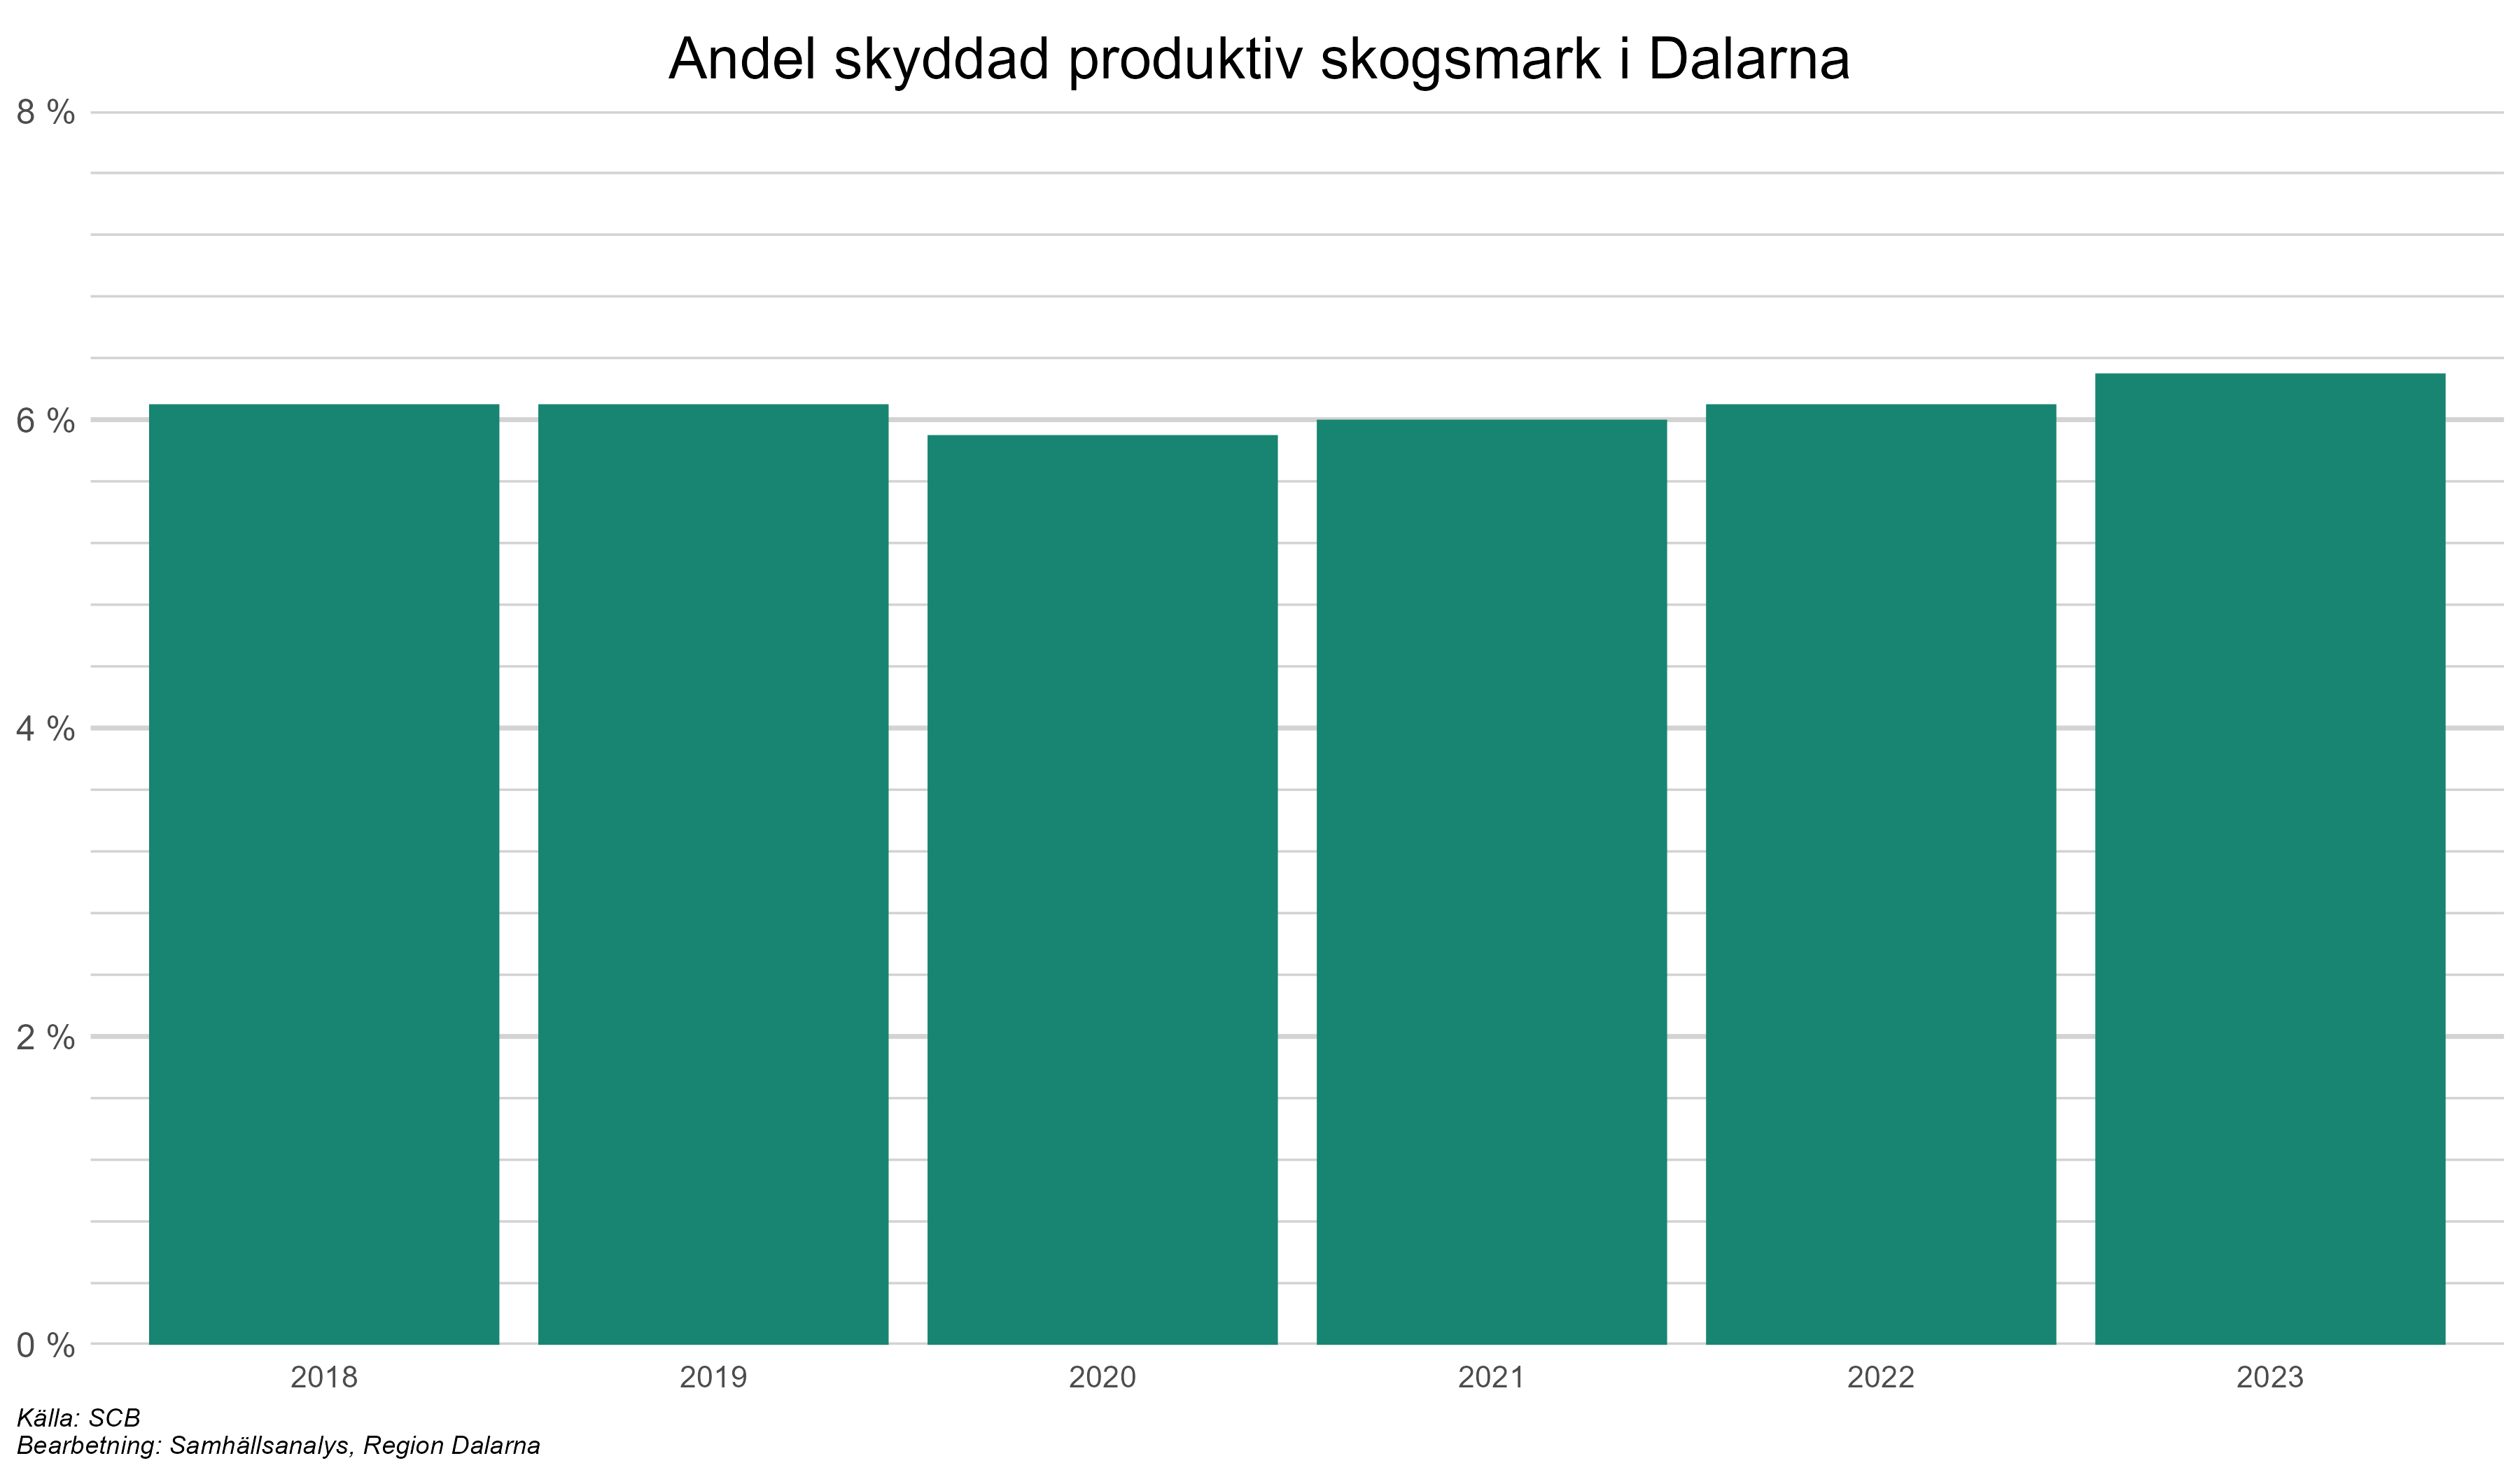 Andel skyddad produktiv skogsmark i Dalarna
8 %
6 %
4 %
2 %
0 %
2018 2019 2020 2021 2022 2023
Källa: SCB
Bearbetning: Samhällsanalys, Region Dalarna